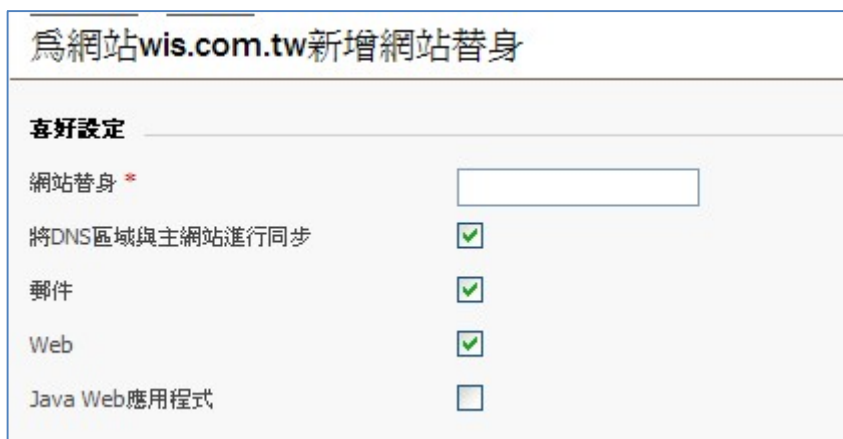 爲網站wis.com.tw新增網站替身
喜好設定
網站替身 *
將DNS區域與主網站進行同步
郵件
Web
Java Web應用程式